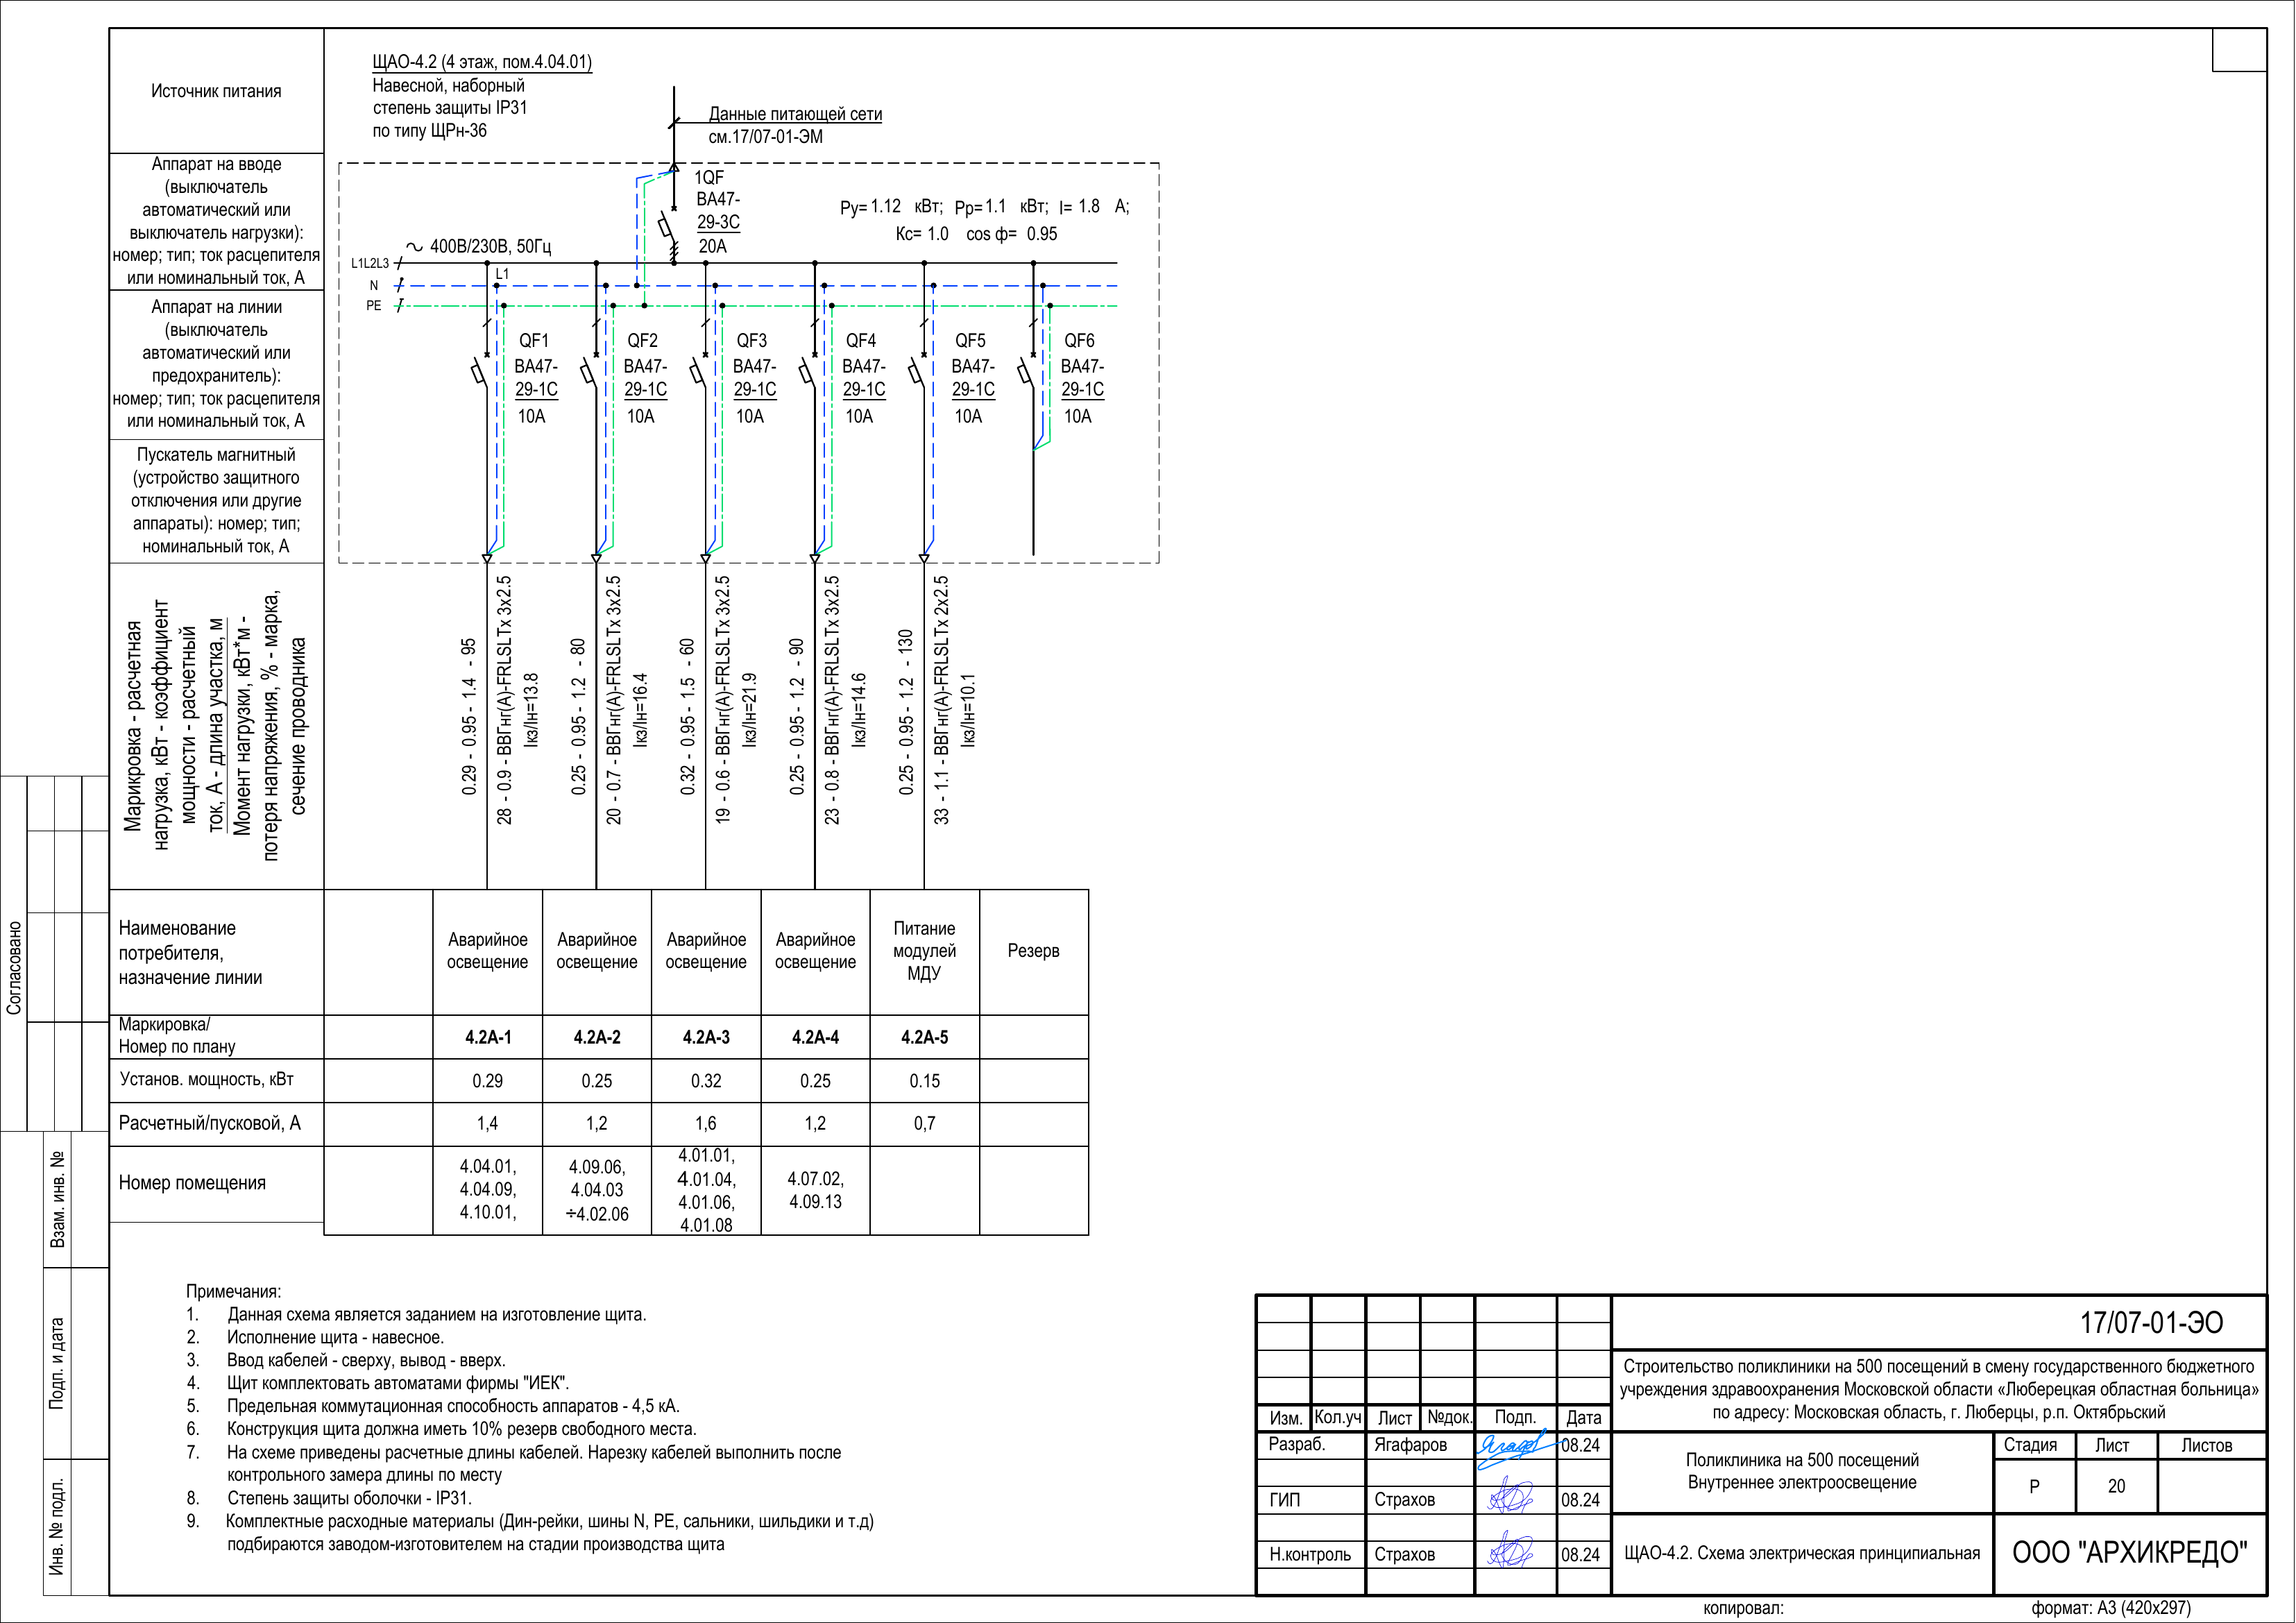 Источник питания
ЩАО-4.2 (4 этаж, пом.4.04.01)
Навесной, наборный
степень защиты IP31
по типу ЩРн-36
Данные питающей сети
см.17/07-01-ЭМ
Аппарат на вводе
(выключатель
автоматический или
выключатель нагрузки):
номер; тип; ток расцепителя
или номинальный ток, А
1QF
ВА47-
29-3С
20А
Ру= 1.12 кВт; Рр= 1.1 кВт; I= 1.8 А;
Кс= 1.0 cos ф= 0.95
400В/230В, 50Гц
L1L2L3
L1
N
PE
Аппарат на линии
(выключатель
автоматический или
предохранитель):
номер; тип; ток расцепителя
или номинальный ток, А
QF1 QF2 QF3 QF4 QF5 QF6
ВА47- ВА47- ВА47- ВА47- ВА47- ВА47-
29-1С 29-1С 29-1С 29-1С 29-1С 29-1С
10А 10А 10А 10А 10А 10А
Пускатель магнитный
(устройство защитного
отключения или другие
аппараты): номер; тип;
номинальный ток, А
Марикровка - расчетная
нагрузка, кВт - коэффициент
мощности - расчетный
ток, А - длина участка, м
Момент нагрузки, кВт*м -
потеря напряжения, % - марка,
сечение проводника
0.29 - 0.95 - 1.4 - 95
28 - 0.9 - ВВГнг(А)-FRLSLTx 3x2.5
Iкз/Iн=13.8
0.25 - 0.95 - 1.2 - 80
20 - 0.7 - ВВГнг(А)-FRLSLTx 3x2.5
Iкз/Iн=16.4
0.32 - 0.95 - 1.5 - 60
19 - 0.6 - ВВГнг(А)-FRLSLTx 3x2.5
Iкз/Iн=21.9
0.25 - 0.95 - 1.2 - 90
23 - 0.8 - ВВГнг(А)-FRLSLTx 3x2.5
Iкз/Iн=14.6
0.25 - 0.95 - 1.2 - 130
33 - 1.1 - ВВГнг(А)-FRLSLTx 2x2.5
Iкз/Iн=10.1
Наименование
потребителя,
назначение линии
Аварийное
освещение
Аварийное
освещение
Аварийное
освещение
Аварийное
освещение
Питание
модулей
МДУ
Резерв
Маркировка/
Номер по плану
4.2А-1 4.2А-2 4.2А-3 4.2А-4 4.2А-5
Установ. мощность, кВт 0.29 0.25 0.32 0.25 0.15
Расчетный/пусковой, А 1,4 1,2 1,6 1,2 0,7
Номер помещения
4.04.01,
4.04.09,
4.10.01,
4.09.06,
4.04.03
÷4.02.06
4.01.01,
4.01.04,
4.01.06,
4.01.08
4.07.02,
4.09.13
Примечания:
1. Данная схема является заданием на изготовление щита.
2. Исполнение щита - навесное.
3. Ввод кабелей - сверху, вывод - вверх.
4. Щит комплектовать автоматами фирмы "ИЕК".
5. Предельная коммутационная способность аппаратов - 4,5 кА.
6. Конструкция щита должна иметь 10% резерв свободного места.
7. На схеме приведены расчетные длины кабелей. Нарезку кабелей выполнить после
контрольного замера длины по месту
8. Степень защиты оболочки - IP31.
9. Комплектные расходные материалы (Дин-рейки, шины N, PE, сальники, шильдики и т.д)
подбираются заводом-изготовителем на стадии производства щита
Согласовано
Взам. инв. №
Подп. и дата
Инв. № подл.
17/07-01-ЭО
Строительство поликлиники на 500 посещений в смену государственного бюджетного
учреждения здравоохранения Московской области «Люберецкая областная больница»
по адресу: Московская область, г. Люберцы, р.п. Октябрьский
Изм. Кол.уч Лист №док. Подп. Дата
Разраб. Ягафаров Ягафаров 08.24
ГИП Страхов 08.24
Н.контроль Страхов 08.24
Поликлиника на 500 посещений
Внутреннее электроосвещение
Стадия Лист Листов
Р 20
ЩАО-4.2. Схема электрическая принципиальная
ООО "АРХИКРЕДО"
копировал:
формат: А3 (420х297)